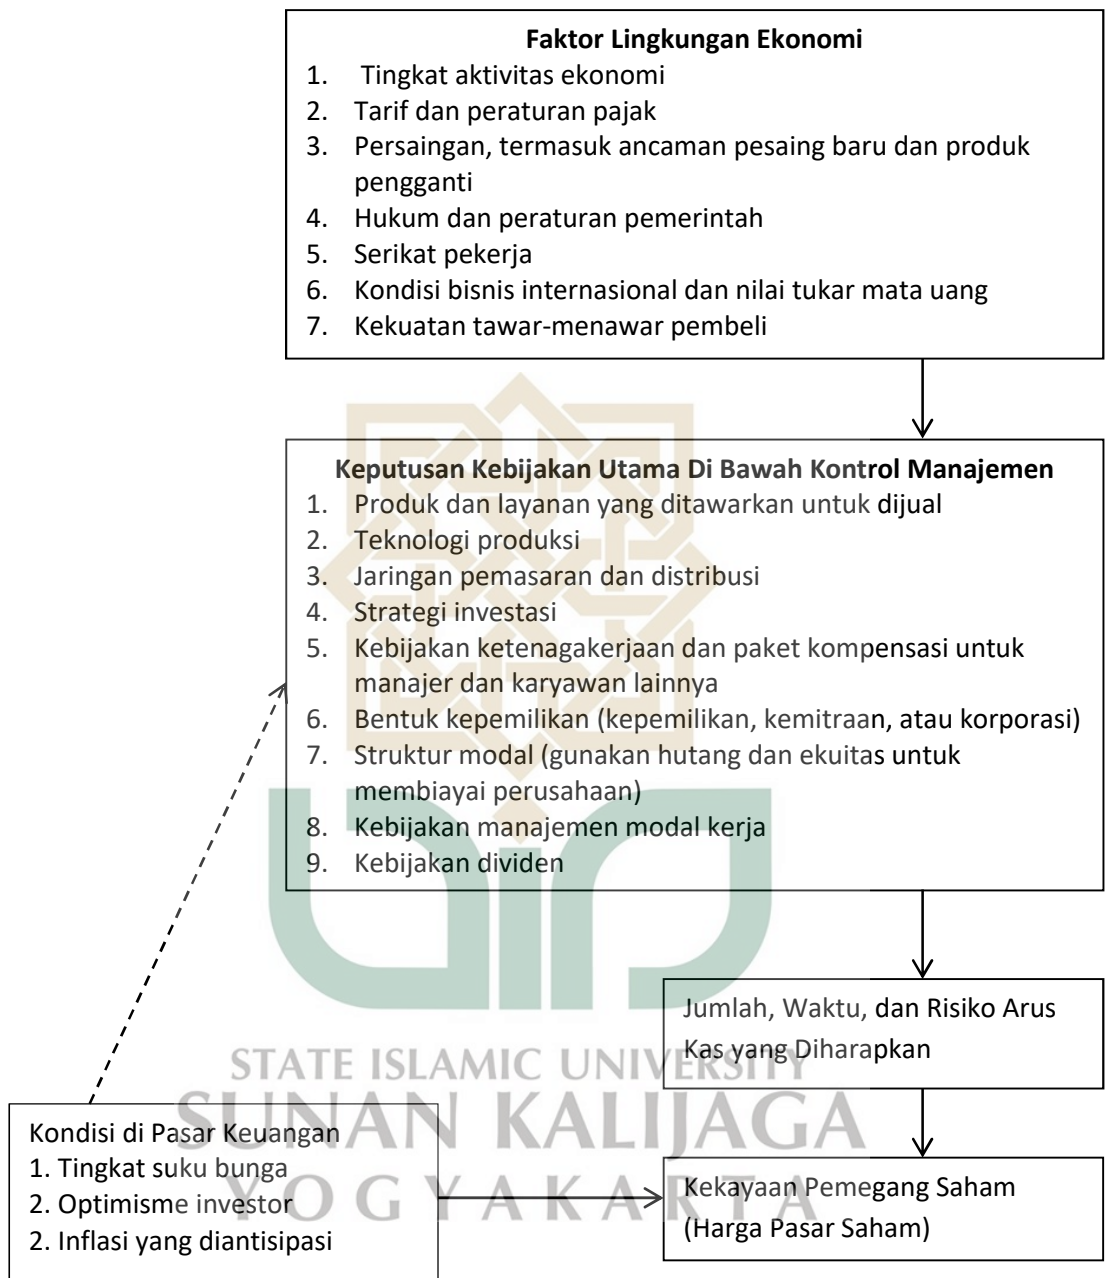 Faktor Lingkungan Ekonomi
1. Tingkat aktivitas ekonomi
2. Tarif dan peraturan pajak
3. Persaingan, termasuk ancaman pesaing baru dan produk
pengganti
4. Hukum dan peraturan pemerintah
5. Serikat pekerja
6. Kondisi bisnis internasional dan nilai tukar mata uang
7. Kekuatan tawar-menawar pembeli
Keputusan Kebijakan Utama Di Bawah Kontrol Manajemen
1. Produk dan layanan yang ditawarkan untuk dijual
2. Teknologi produksi
3. Jaringan pemasaran dan distribusi
4. Strategi investasi
5. Kebijakan ketenagakerjaan dan paket kompensasi untuk
manajer dan karyawan lainnya
6. Bentuk kepemilikan (kepemilikan, kemitraan, atau korporasi)
7. Struktur modal (gunakan hutang dan ekuitas untuk
membiayai perusahaan)
8. Kebijakan manajemen modal kerja
9. Kebijakan dividen
Jumlah, Waktu, dan Risiko Arus
Kas yang Diharapkan
STATE ISLAMIC UNIVERSITY
SUNAN KALIJAGA
YOGYAKARTA
Kondisi di Pasar Keuangan
1. Tingkat suku bunga
2. Optimisme investor
2. Inflasi yang diantisipasi
Kekayaan Pemegang Saham
(Harga Pasar Saham)